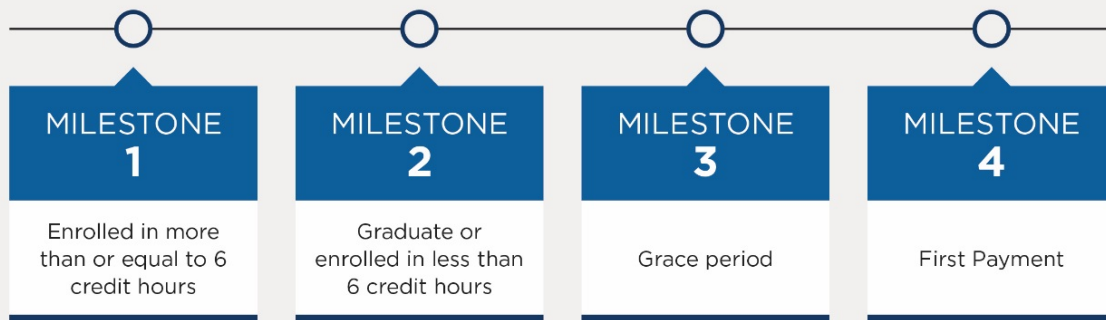 MILESTONE
1
Enrolled in more
than or equal to 6
credit hours
MILESTONE
2
Graduate or
enrolled in less than
6 credit hours
MILESTONE
3
Grace period
MILESTONE
4
First Payment